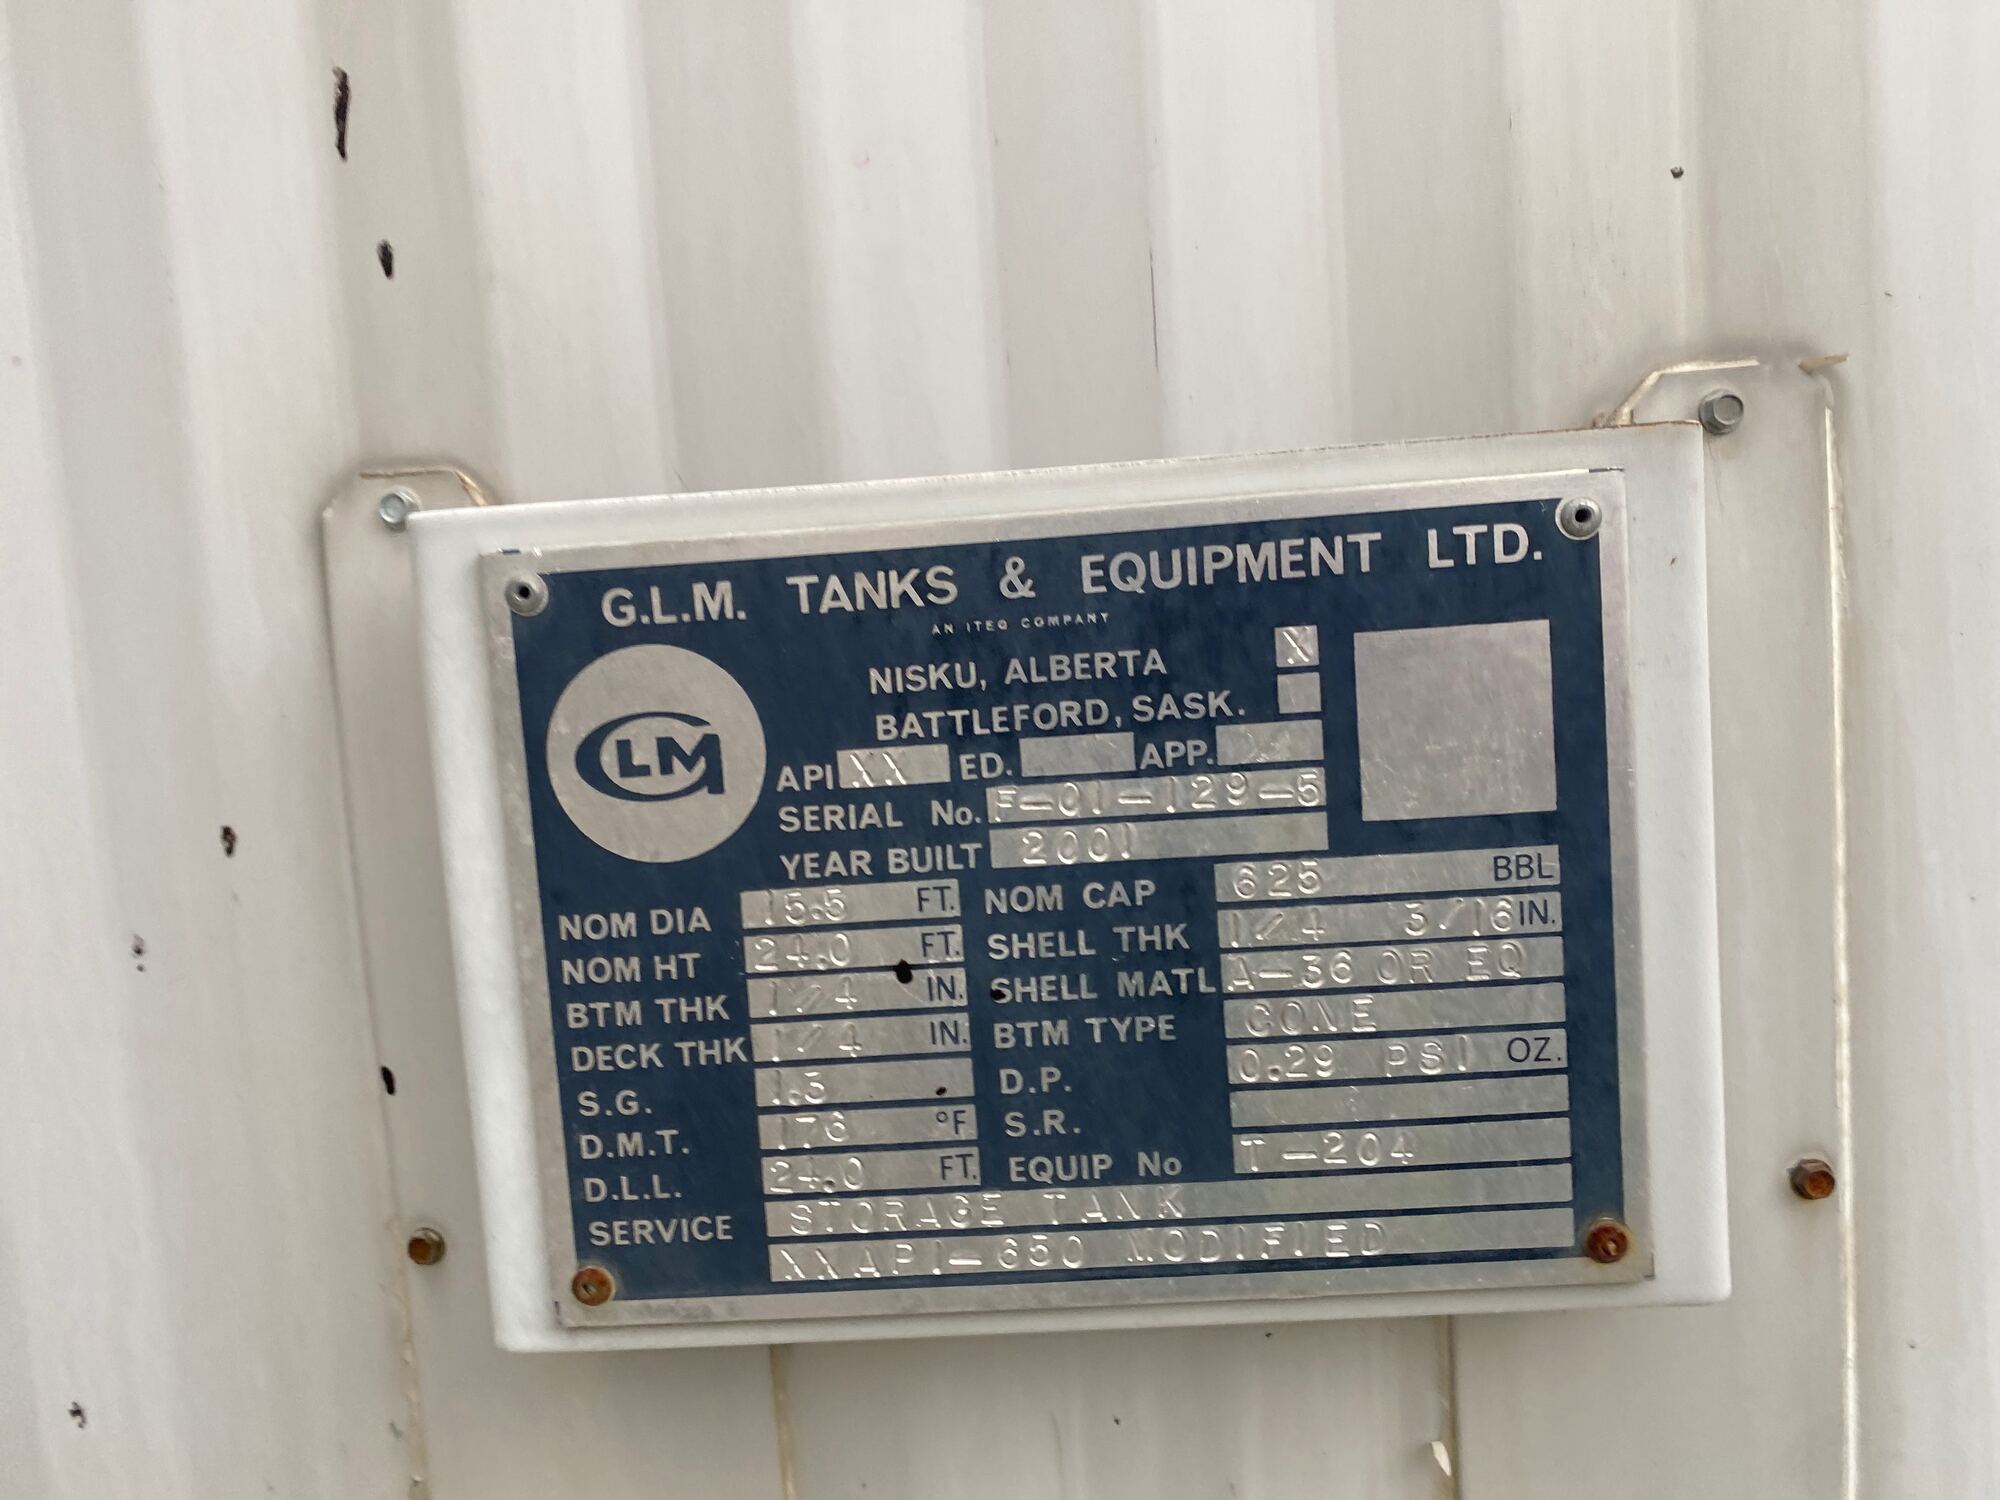 G.L.M. TANKS & EQUIPMENT LTD.
AN ITEQ COMPANY
NISKU, ALBERTA X
BATTLEFORD, SASK.
GLM
API XX ED. APP.
SERIAL No. F-01-129-5
YEAR BUILT 2001
NOM DIA 15.5 FT. NOM CAP 625 BBL
NOM HT 24.0 FT. SHELL THK 1/4 3/16 IN.
BTM THK 1/4 IN. SHELL MATL A-36 OR EQ
DECK THK 1/4 IN. BTM TYPE CONE
S.G. D.P. 0.29 PSI OZ.
D.M.T. 176 °F S.R.
D.L.L. 24.0 FT. EQUIP No T-204
SERVICE STORAGE TANK
XXAPI-650 MODIFIED